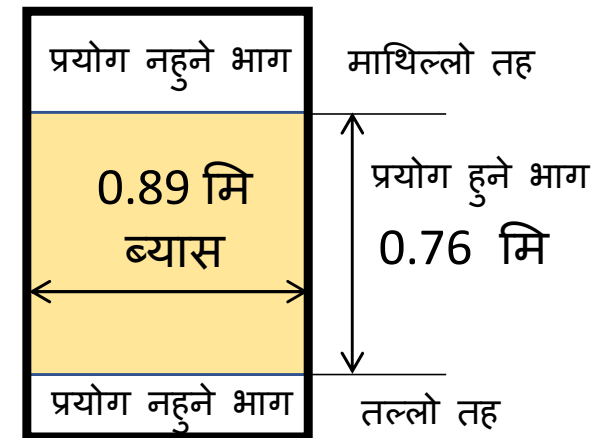 प्रयोग नहुने भाग
माथिल्लो तह
0.89 मि
ब्यास
प्रयोग हुने भाग
0.76 मि
प्रयोग नहुने भाग
तल्लो तह